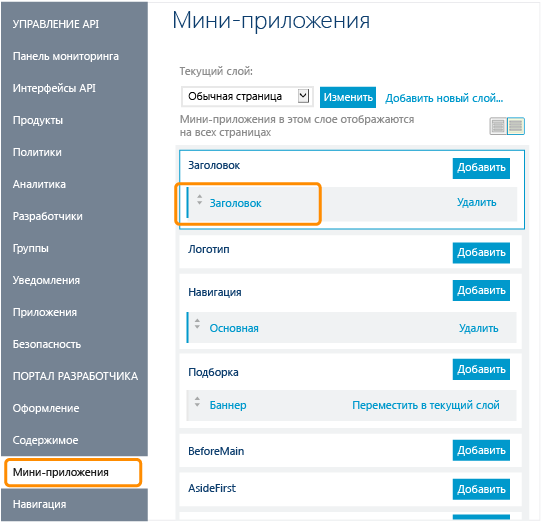 УПРАВЛЕНИЕ API
Панель мониторинга
Интерфейсы API
Продукты
Политики
Аналитика
Разработчики
Группы
Уведомления
Приложения
Безопасность
ПОРТАЛ РАЗРАБОТЧИКА
Оформление
Содержимое
Мини-приложения
Навигация
Мини-приложения
Текущий слой:
Обычная страница Изменить Добавить новый слой...
Мини-приложения в этом слое отображаются
на всех страницах
Заголовок Добавить
Заголовок Удалить
Логотип Добавить
Навигация Добавить
Основная Удалить
Подборка Добавить
Баннер Переместить в текущий слой
BeforeMain Добавить
AsideFirst Добавить